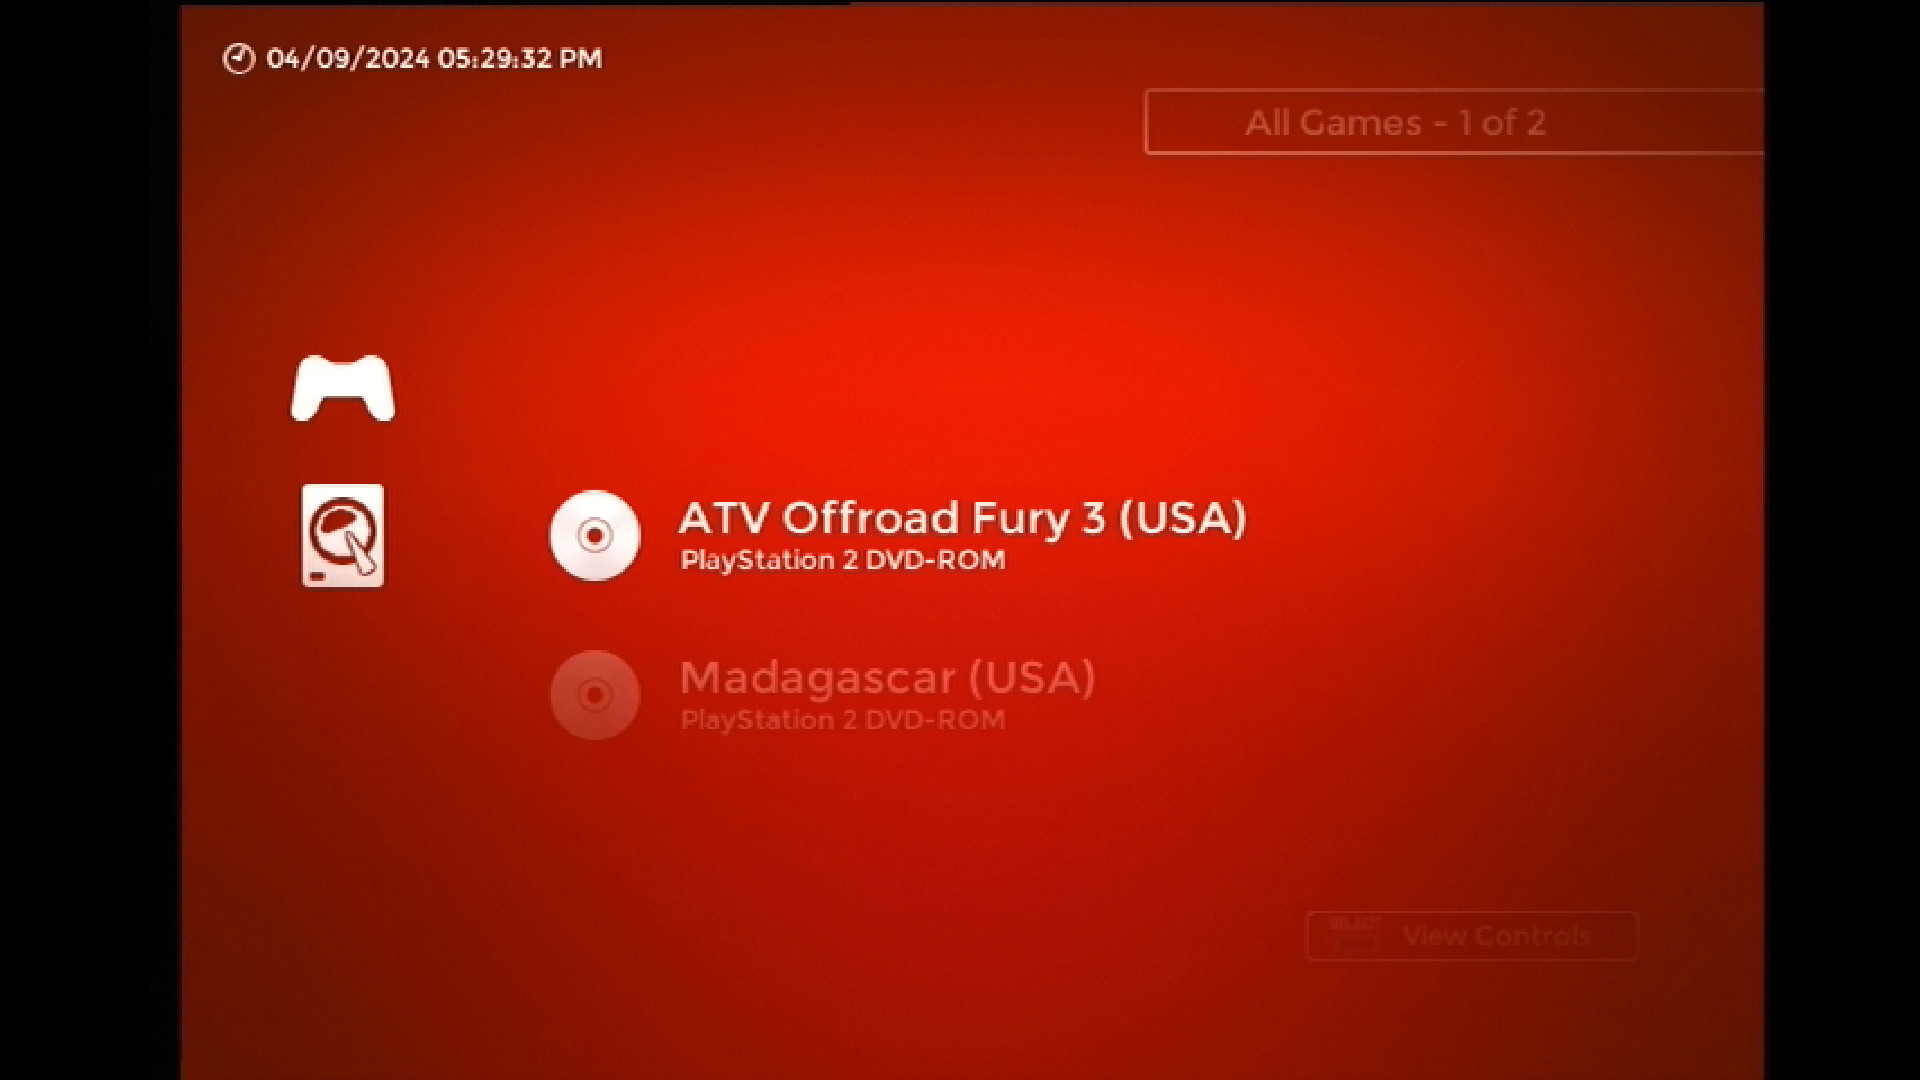 04/09/2024 05:29:32 PM
All Games - 1 of 2
ATV Offroad Fury 3 (USA)
PlayStation 2 DVD-ROM
Madagascar (USA)
PlayStation 2 DVD-ROM
SELECT View Controls